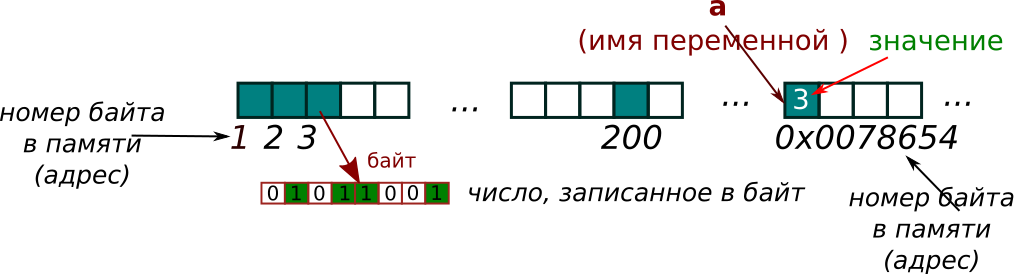 a
(имя переменной )
значение
номер байта
в памяти
(адрес)
... ... 3 ...
1 2 3 200 0x0078654
байт
0 1 0 1 1 0 0 1
число, записанное в байт
номер байта
в памяти
(адрес)